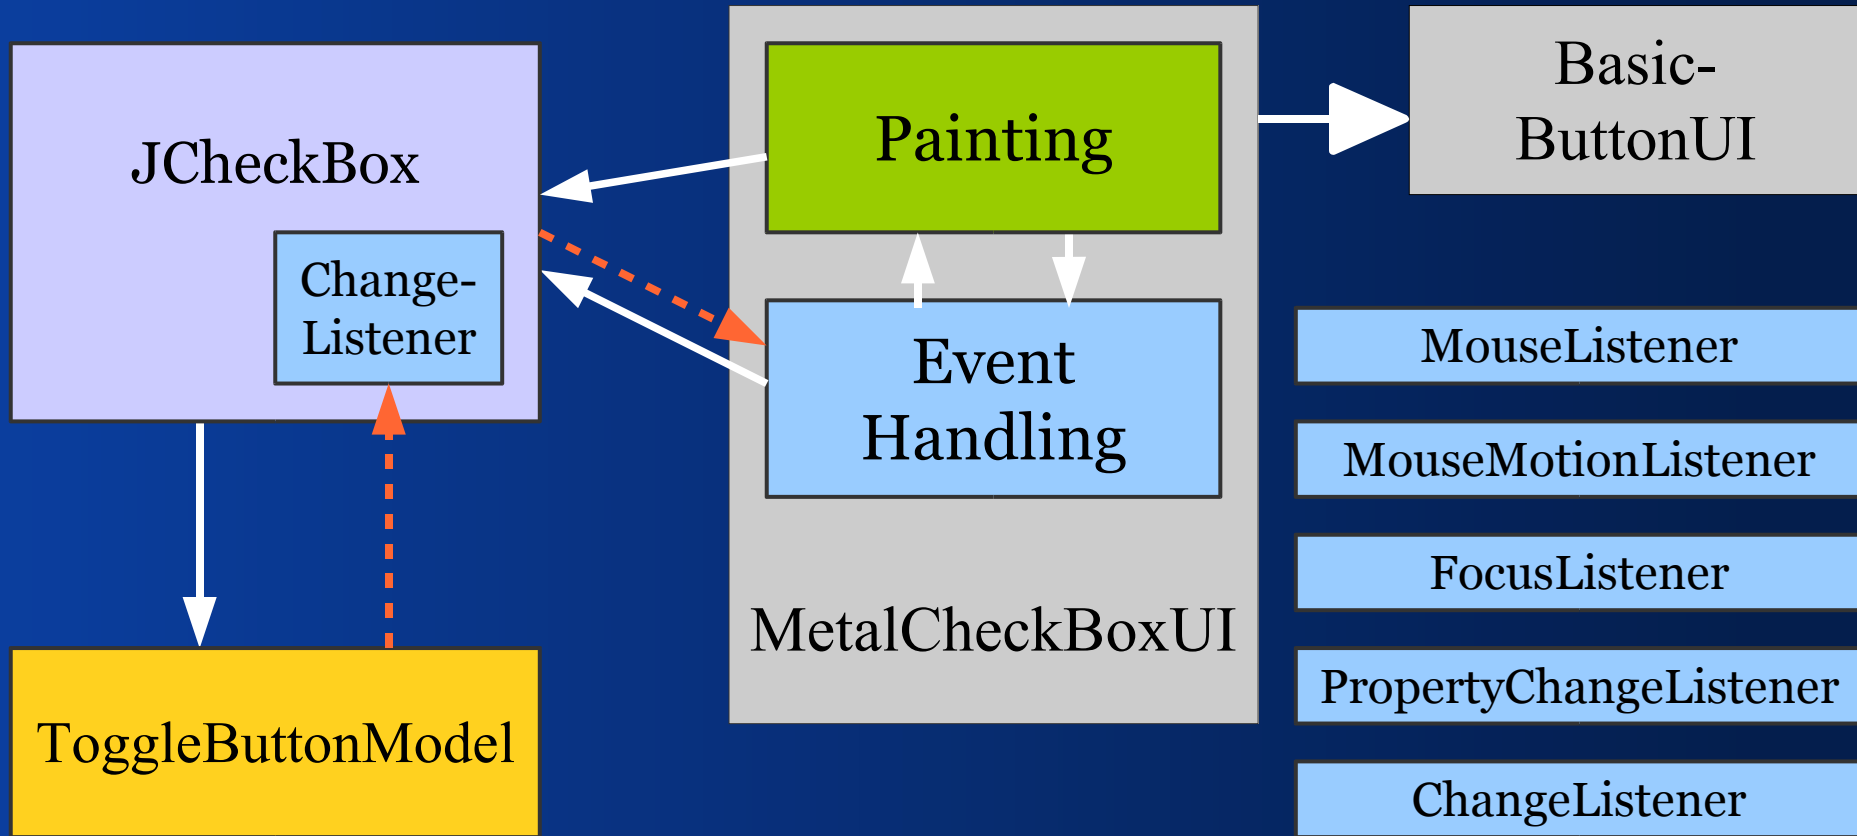 JCheckBox
Change-
Listener
ToggleButtonModel
Painting
Event
Handling
MetalCheckBoxUI
Basic-
ButtonUI
MouseListener
MouseMotionListener
FocusListener
PropertyChangeListener
ChangeListener